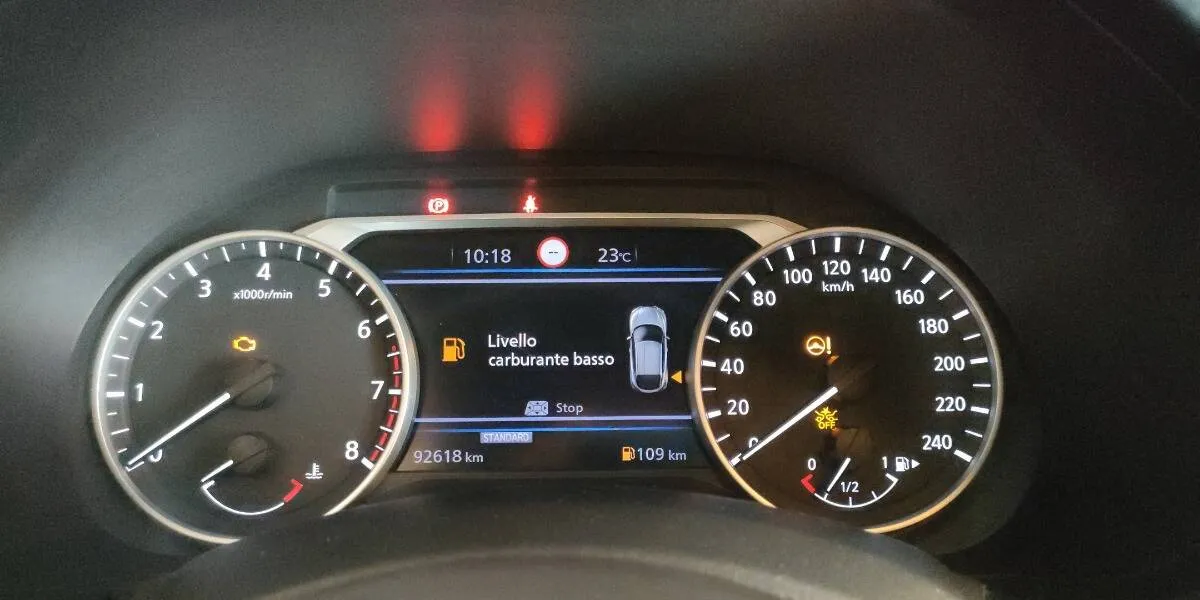 P
10:18
--
23°C
4
x1000r/min
3
5
2
6
1
7
0
8
Livello
carburante basso
Stop
STANDARD
92618 km
109 km
120
km/h
100
140
80
160
60
180
40
200
20
220
0
240
!
OFF
0
1
1/2